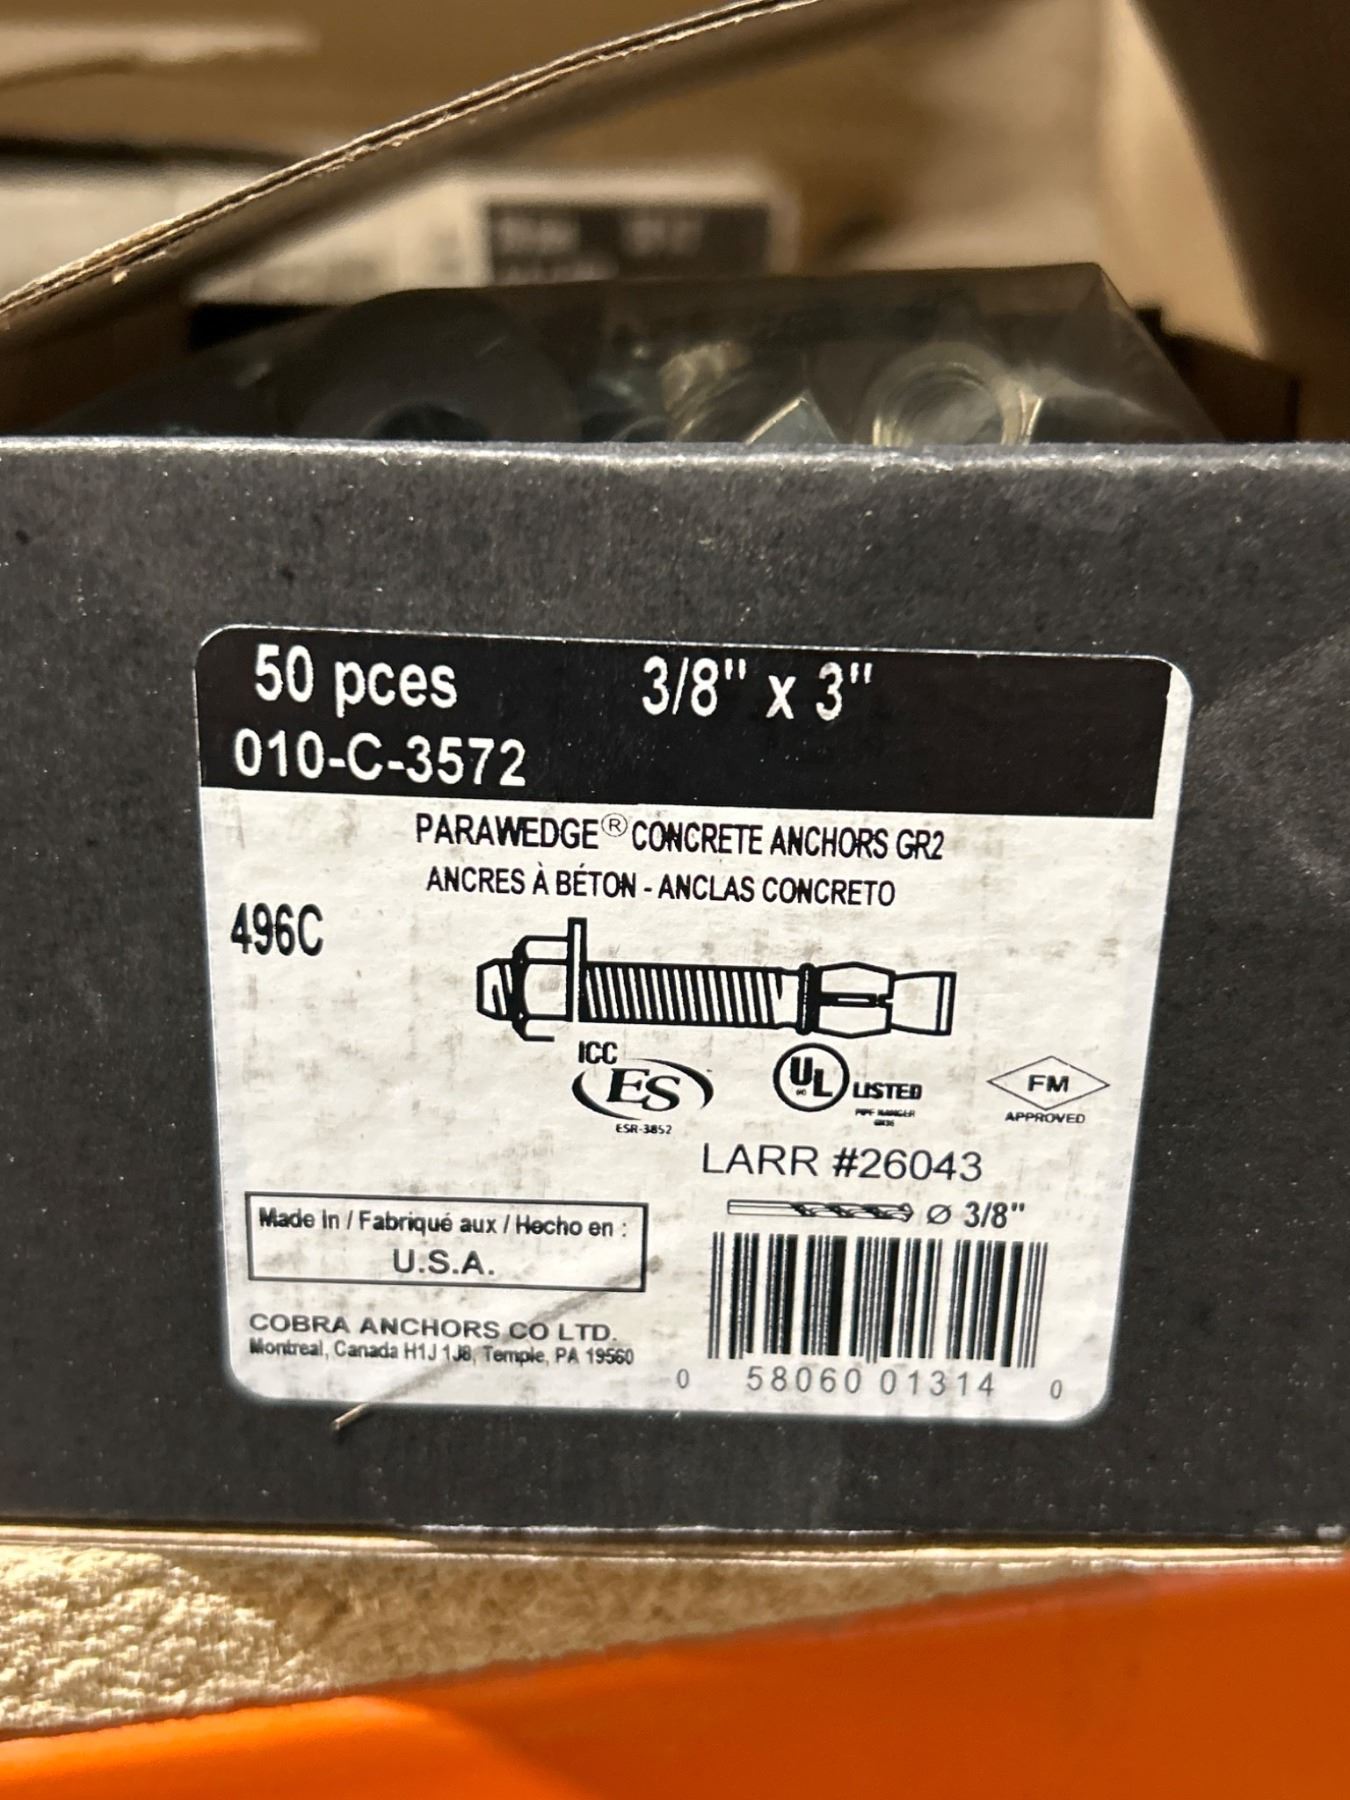 50 pces 3/8" x 3"
010-C-3572
PARAWEDGE® CONCRETE ANCHORS GR2
ANCRES À BÉTON - ANCLAS CONCRETO
496C
ICC
ES
ESR-3852
UL LISTED
PIPE HANGER
FM
APPROVED
LARR #26043
Ø 3/8"
Made In / Fabriqué aux / Hecho en :
U.S.A.
COBRA ANCHORS CO LTD.
Montreal, Canada H1J 1J8, Temple, PA 19560
0 58060 01314 0